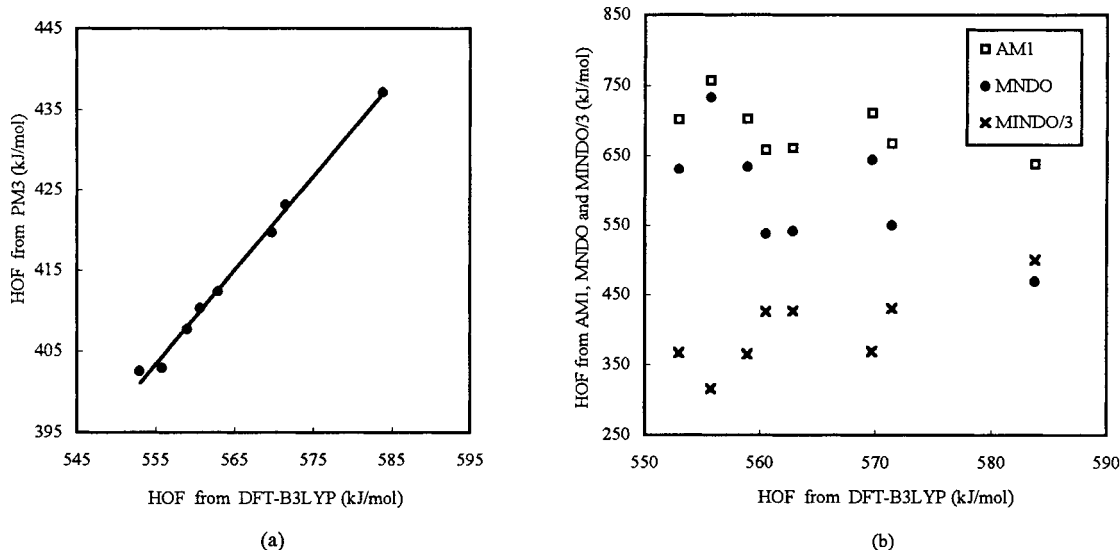 445
435
425
415
405
395
HOF from PM3 (kJ/mol)
545 555 565 575 585 595
HOF from DFT-B3LYP (kJ/mol)
(a)
850
750
650
550
450
350
250
HOF from AM1, MNDO and MINDO/3 (kJ/mol)
AM1
MNDO
MINDO/3
550 560 570 580 590
HOF from DFT-B3LYP (kJ/mol)
(b)